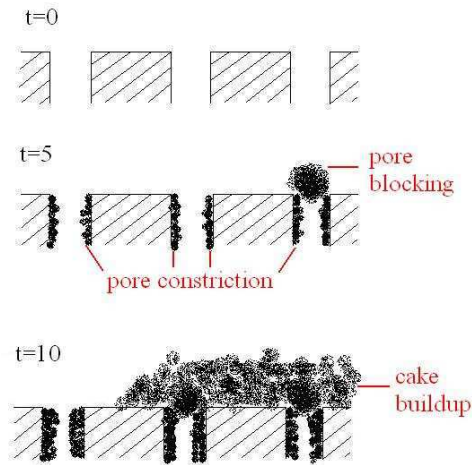 t=0
t=5
pore
blocking
pore constriction
t=10
cake
buildup